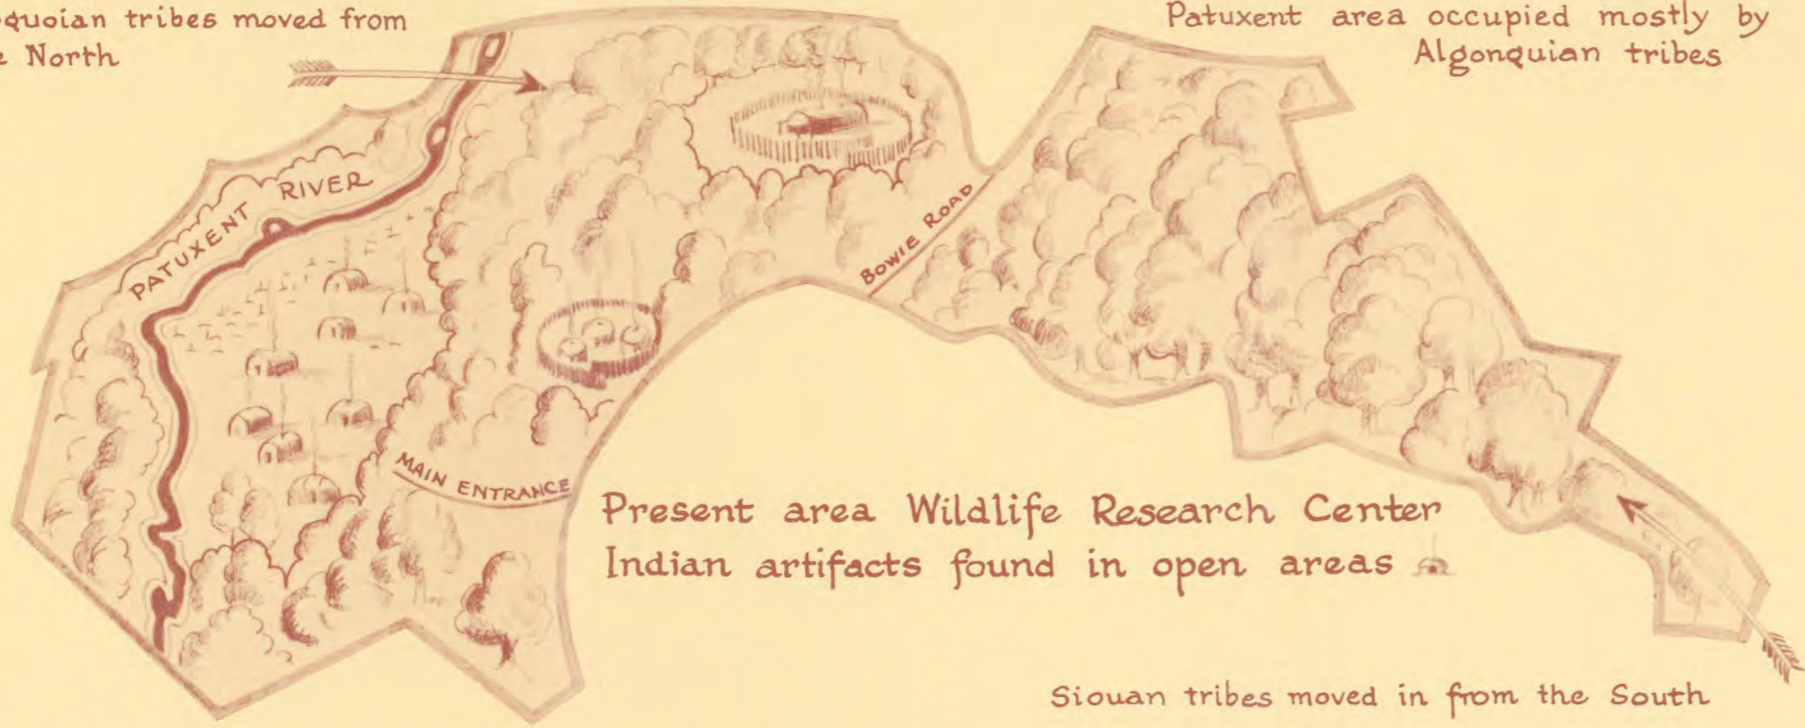 tribes moved from
North
Patuxent area occupied mostly by
Algonquian tribes
PATUXENT RIVER
BOWIE ROAD
MAIN ENTRANCE
Present area Wildlife Research Center
Indian artifacts found in open areas
Siouan tribes moved in from the South